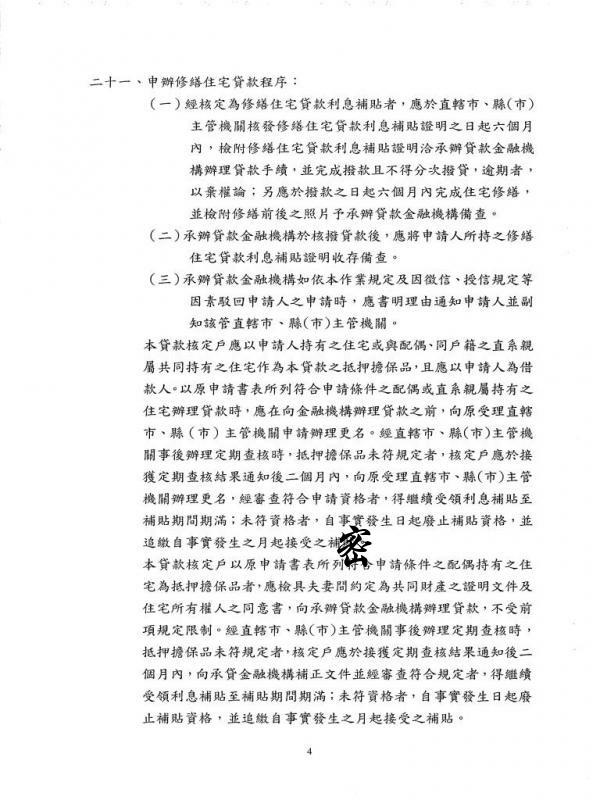 二十一、申辦修繕住宅貸款程序：
（一）經核定為修繕住宅貸款利息補貼者，應於直轄市、縣(市)
主管機關核發修繕住宅貸款利息補貼證明之日起六個月
內，檢附修繕住宅貸款利息補貼證明洽承辦貸款金融機
構辦理貸款手續，並完成撥款且不得分次撥貸，逾期者，
以棄權論；另應於撥款之日起六個月內完成住宅修繕，
並檢附修繕前後之照片予承辦貸款金融機構備查。
（二）承辦貸款金融機構於核撥貸款後，應將申請人所持之修繕
住宅貸款利息補貼證明收存備查。
（三）承辦貸款金融機構如依本作業規定及因徵信、授信規定等
因素駁回申請人之申請時，應書明理由通知申請人並副
知該管直轄市、縣(市)主管機關。
本貸款核定戶應以申請人持有之住宅或與配偶、同戶籍之直系親
屬共同持有之住宅作為本貸款之抵押擔保品，且應以申請人為借
款人。以原申請書表所列符合申請條件之配偶或直系親屬持有之
住宅辦理貸款時，應在向金融機構辦理貸款之前，向原受理直轄
市、縣（市）主管機關申請辦理更名。經直轄市、縣(市)主管機
關事後辦理定期查核時，抵押擔保品未符規定者，核定戶應於接
獲定期查核結果通知後二個月內，向原受理直轄市、縣(市)主管
機關辦理更名，經審查符合申請資格者，得繼續受領利息補貼至
補貼期間期滿；未符資格者，自事實發生日起廢止補貼資格，並
追繳自事實發生之月起接受之補
密
本貸款核定戶以原申請書表所列符合申請條件之配偶持有之住
宅為抵押擔保品者，應檢具夫妻間約定為共同財產之證明文件及
住宅所有權人之同意書，向承辦貸款金融機構辦理貸款，不受前
項規定限制。經直轄市、縣(市)主管機關事後辦理定期查核時，
抵押擔保品未符規定者，核定戶應於接獲定期查核結果通知後二
個月內，向承貸金融機構補正文件並經審查符合規定者，得繼續
受領利息補貼至補貼期間期滿；未符資格者，自事實發生日起廢
止補貼資格，並追繳自事實發生之月起接受之補貼。
4